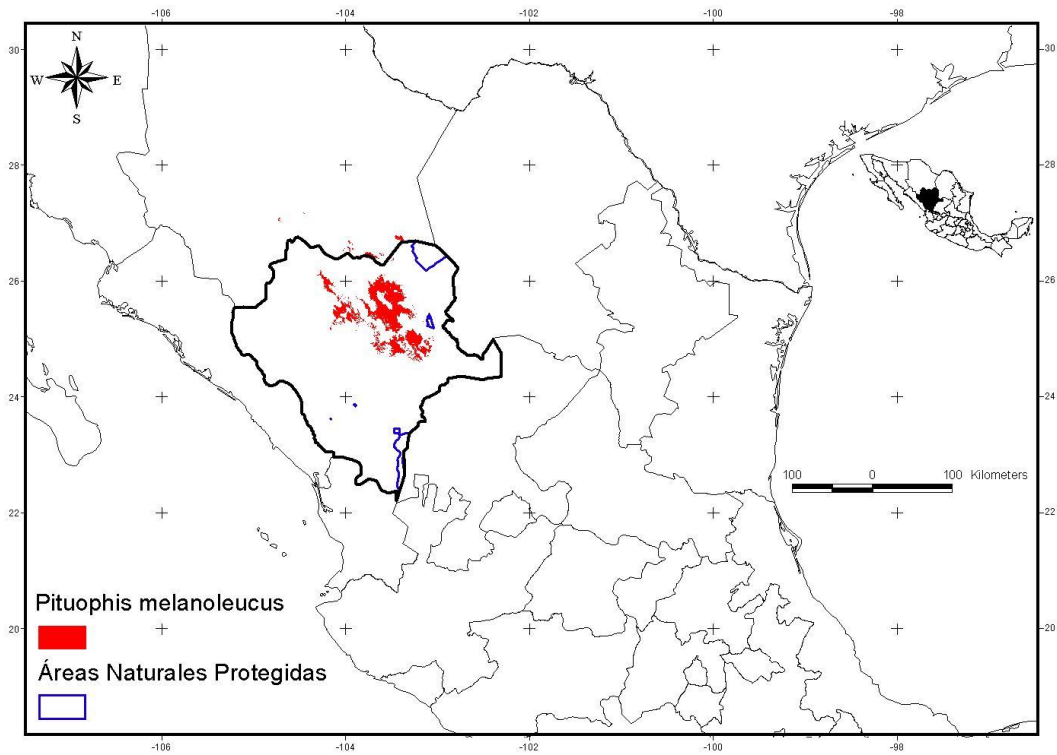 -106 -104 -102 -100 -98
30 30
N
W E
S
28 28
26 26
24 24
100 0 100 Kilometers
22 22
Pituophis melanoleucus
20 20
Áreas Naturales Protegidas
-106 -104 -102 -100 -98